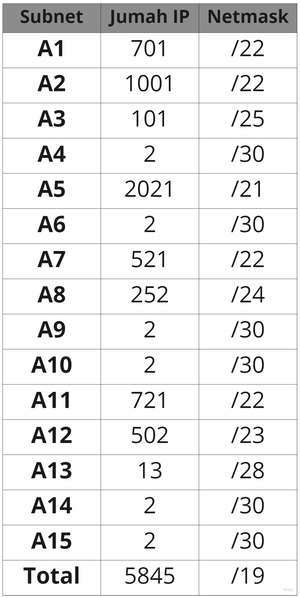 Subnet Jumah IP Netmask
A1 701 /22
A2 1001 /22
A3 101 /25
A4 2 /30
A5 2021 /21
A6 2 /30
A7 521 /22
A8 252 /24
A9 2 /30
A10 2 /30
A11 721 /22
A12 502 /23
A13 13 /28
A14 2 /30
A15 2 /30
Total 5845 /19